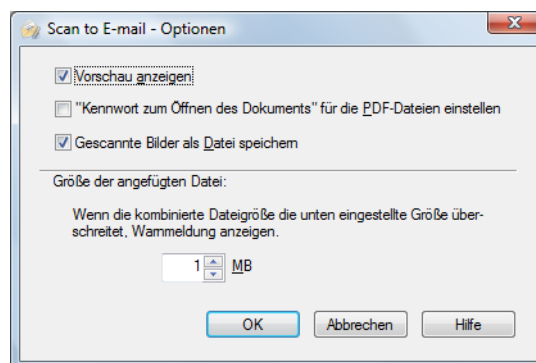 Scan to E-mail - Optionen
Vorschau anzeigen
"Kennwort zum Öffnen des Dokuments" für die PDF-Dateien einstellen
Gescannte Bilder als Datei speichern
Größe der angefügten Datei:
Wenn die kombinierte Dateigröße die unten eingestellte Größe über-
schreitet, Warnmeldung anzeigen.
1 MB
OK Abbrechen Hilfe